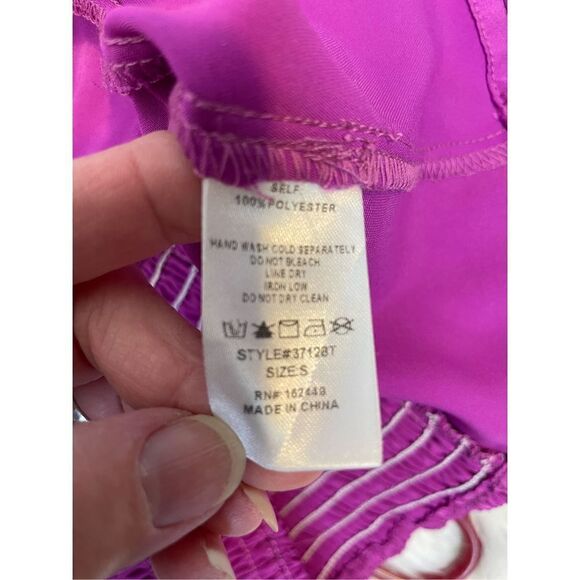 SELF:
100%POLYESTER
HAND WASH COLD SEPARATELY
DO NOT BLEACH
LINE DRY
IRON LOW
DO NOT DRY CLEAN
STYLE#37128T
SIZE:S
RN# 162449
MADE IN CHINA